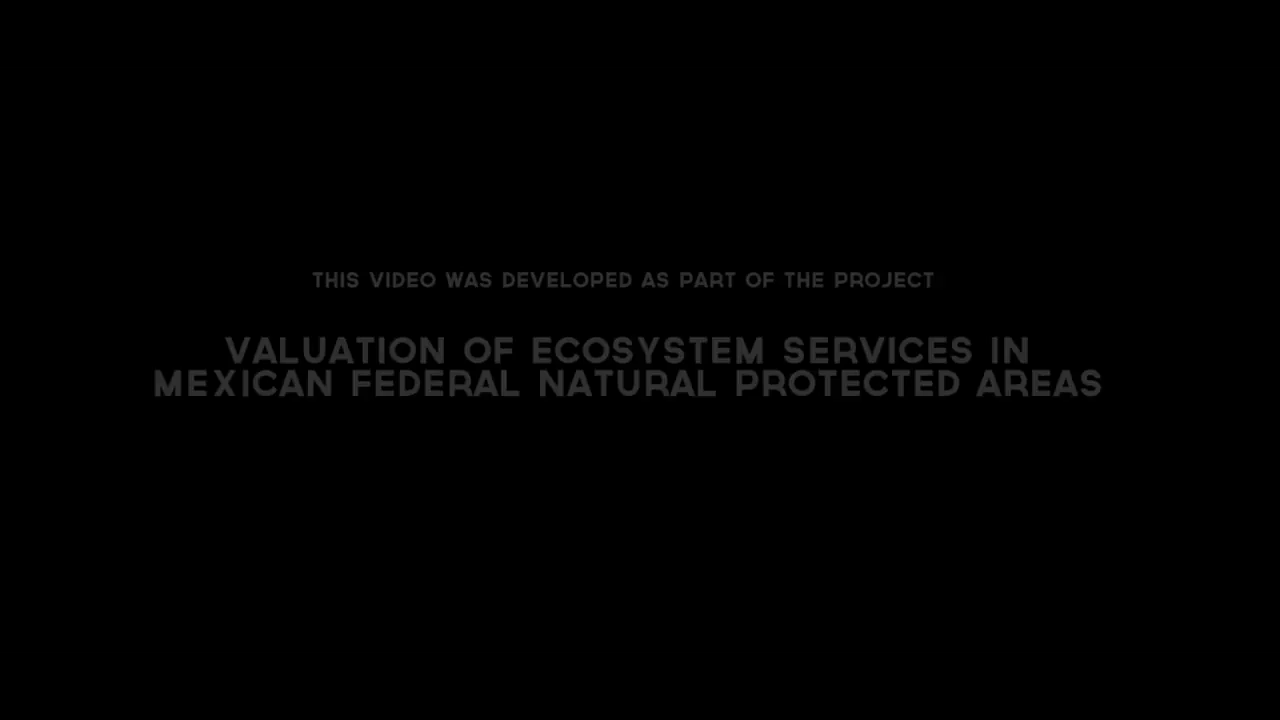 THIS VIDEO WAS DEVELOPED AS PART OF THE PROJECT
VALUATION OF ECOSYSTEM SERVICES IN
MEXICAN FEDERAL NATURAL PROTECTED AREAS